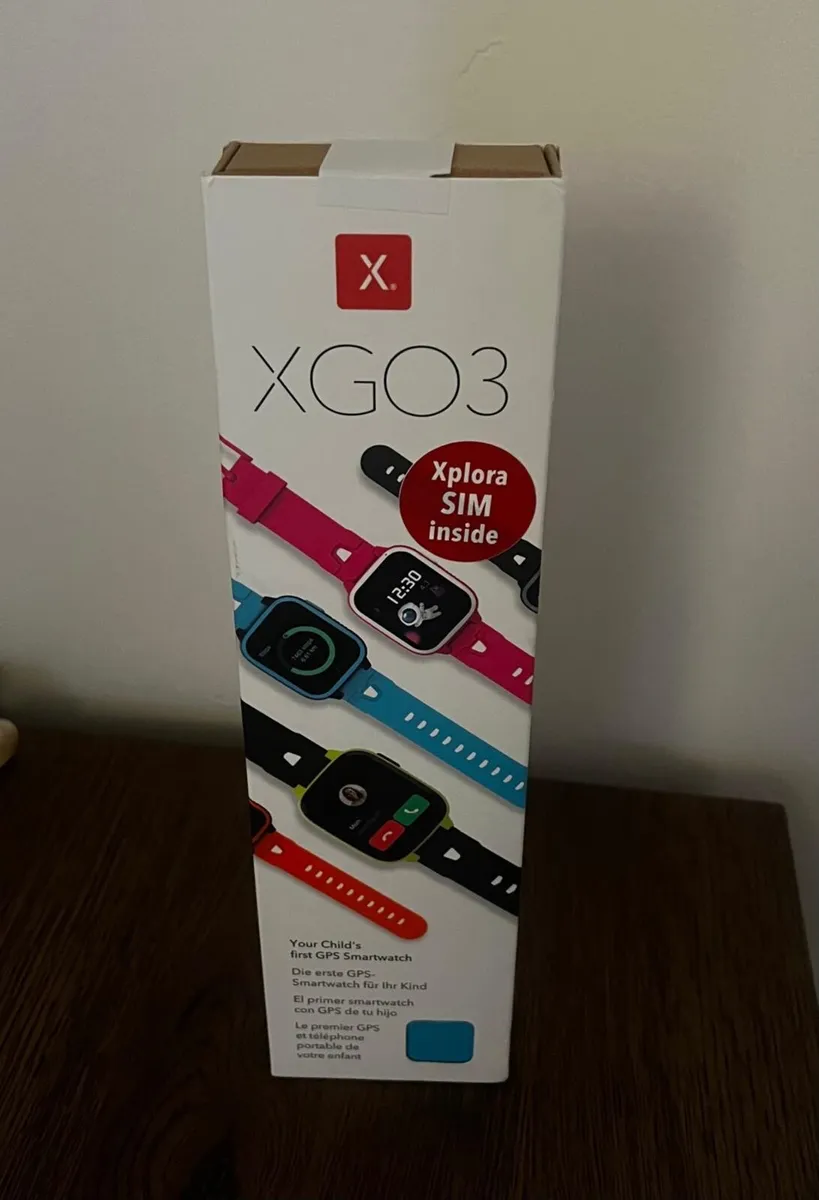 X®
XGO3
Xplora
SIM
inside
12:30
Your Child's
first GPS Smartwatch
Die erste GPS-
Smartwatch für Ihr Kind
El primer smartwatch
con GPS de tu hijo
Le premier GPS
et téléphone
portable de
votre enfant